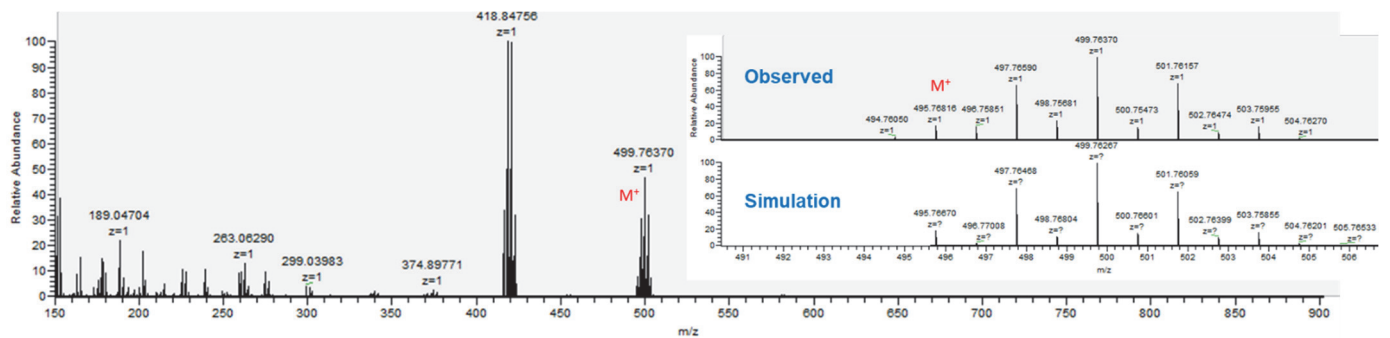 418.84756
z=1
100
90
80
70
60
50
40
30
20
10
0
Relative Abundance
189.04704
z=1
263.06290
z=1
299.03983
z=1
374.89771
z=1
499.76370
z=1
M+
150 200 250 300 350 400 450 500 550 600 650 700 750 800 850 900
m/z
Observed
M+
Relative Abundance
100
80
60
40
20
0
494.76050
z=1
495.76816
z=1
496.75851
z=1
497.76590
z=1
498.75681
z=1
499.76370
z=1
500.75473
z=1
501.76157
z=1
502.76474
z=1
503.75955
z=1
504.76270
z=1
Simulation
Relative Abundance
100
80
60
40
20
0
495.76670
z=?
496.77008
z=?
497.76468
z=?
498.76804
z=?
499.76267
z=?
500.76601
z=?
501.76059
z=?
502.76399
z=?
503.75855
z=?
504.76201
z=?
505.76533
z=?
491 492 493 494 495 496 497 498 499 500 501 502 503 504 505 506
m/z